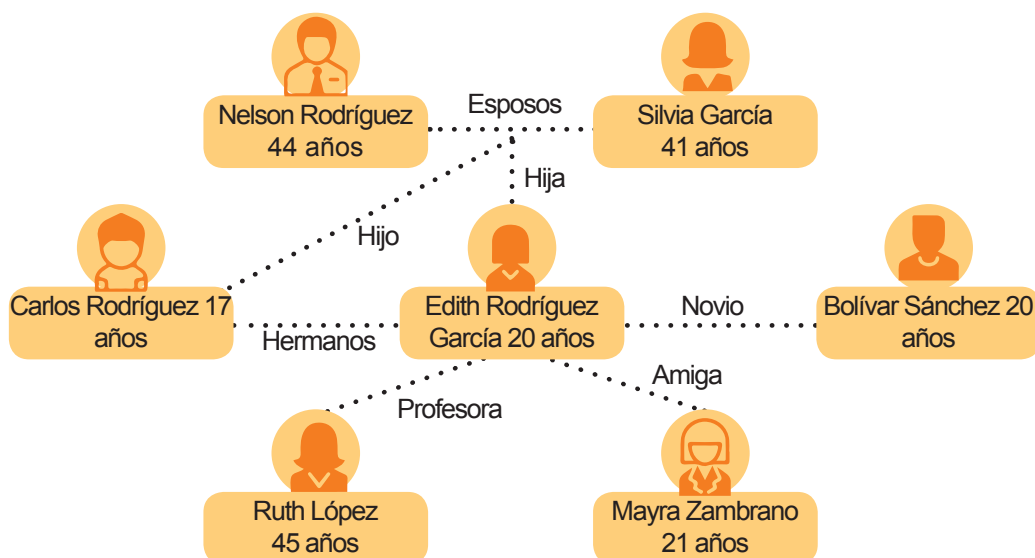 Nelson Rodríguez
44 años
Esposos
Silvia García
41 años
Hija
Hijo
Carlos Rodríguez 17
años
Hermanos
Edith Rodríguez
García 20 años
Novio
Bolívar Sánchez 20
años
Profesora
Amiga
Ruth López
45 años
Mayra Zambrano
21 años